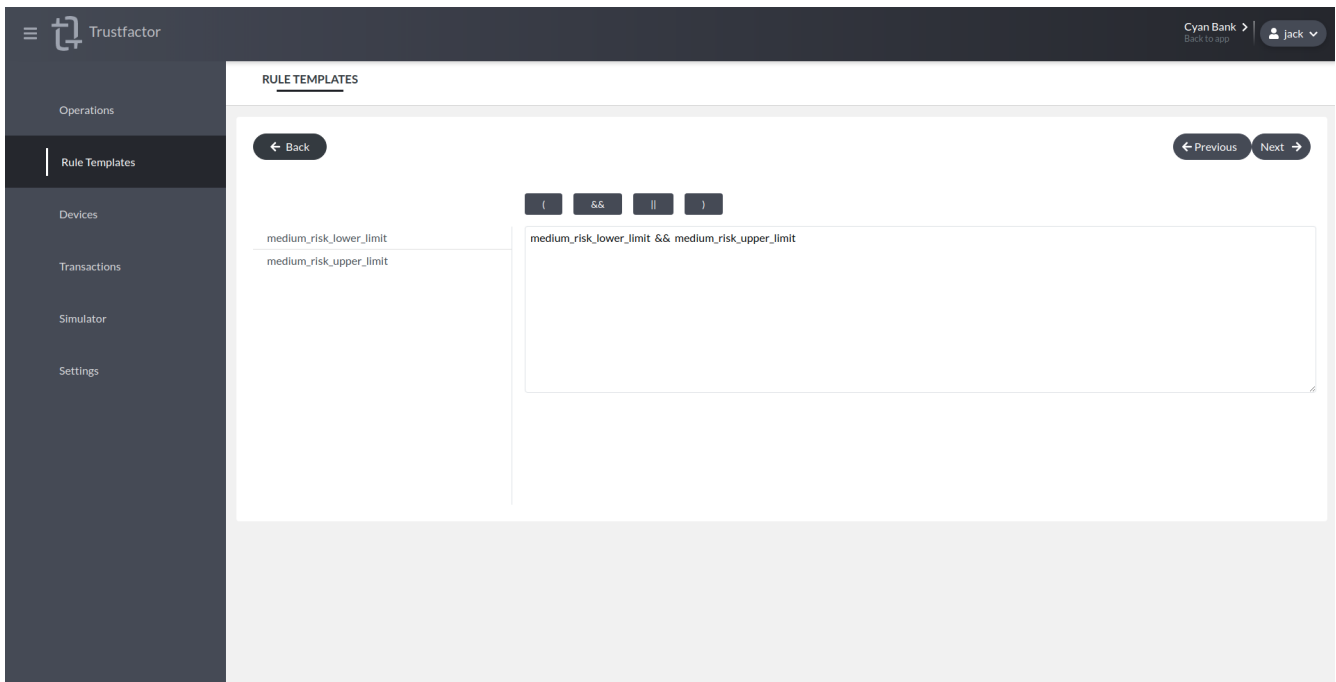 Trustfactor
Cyan Bank
Back to app
jack
RULE TEMPLATES
Operations
Rule Templates
Devices
Transactions
Simulator
Settings
Back
Previous
Next
( && || )
medium_risk_lower_limit
medium_risk_upper_limit
medium_risk_lower_limit && medium_risk_upper_limit